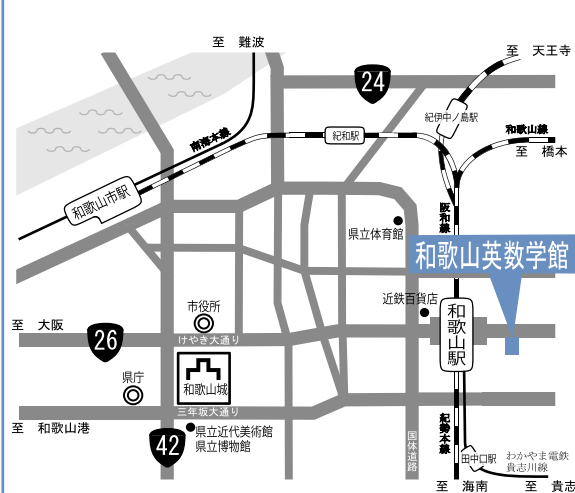 至　難波
至　天王寺
24
紀伊中ノ島駅
和歌山線
至　橋本
南海本線
紀和駅
和歌山市駅
阪和線
県立体育館
和歌山英数学館
近鉄百貨店
和歌山駅
市役所
至　大阪
26
けやき大通り
和歌山城
県庁
三年坂大通り
至　和歌山港
42
県立近代美術館
県立博物館
国体道路
紀勢本線
田中口駅
わかやま電鉄
貴志川線
至　海南
至　貴志